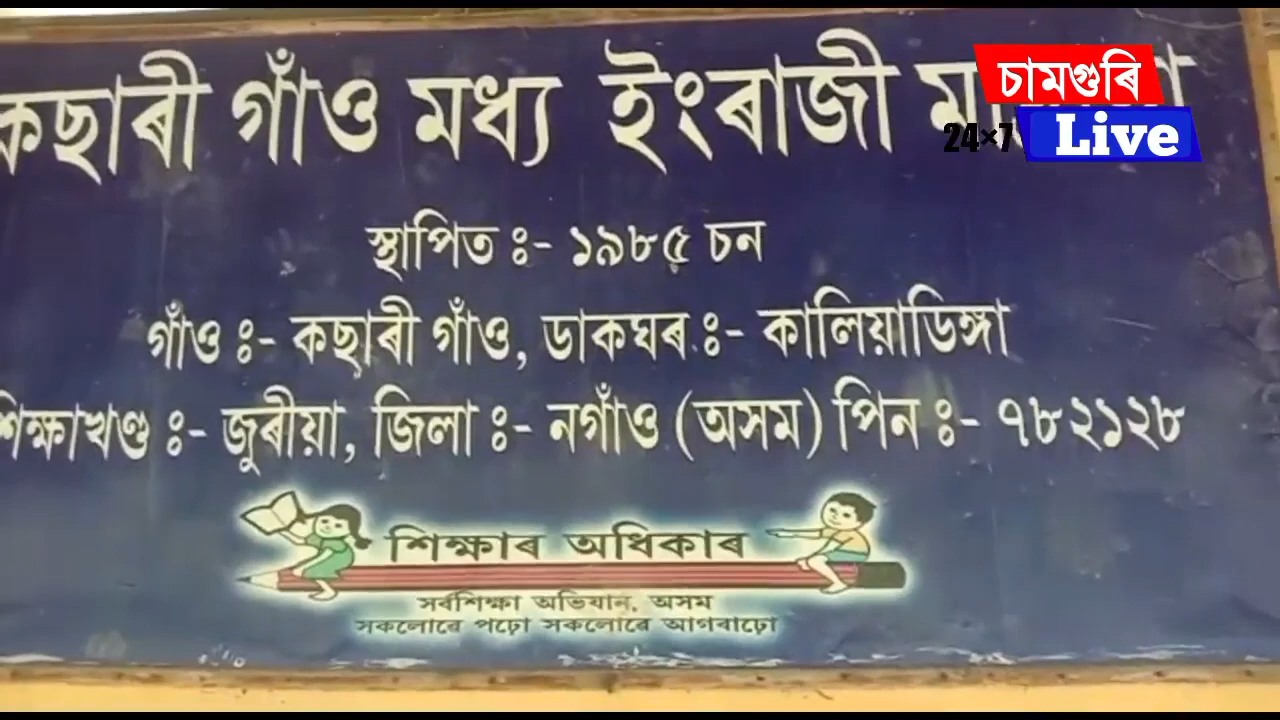 কছাৰী গাঁও মধ্য ইংৰাজী
চামগুৰি
24×7 Live
স্থাপিত ঃ- ১৯৮৫ চন
গাঁও ঃ- কছাৰী গাঁও, ডাকঘৰ ঃ- কালিয়াডিঙ্গা
শিক্ষাখণ্ড ঃ- জুৰীয়া, জিলা ঃ- নগাঁও (অসম) পিন ঃ- ৭৮২১২৮
শিক্ষাৰ অধিকাৰ
সৰ্বশিক্ষা অভিযান, অসম
সকলোৱে পঢ়ো সকলোৱে আগবাঢ়ো